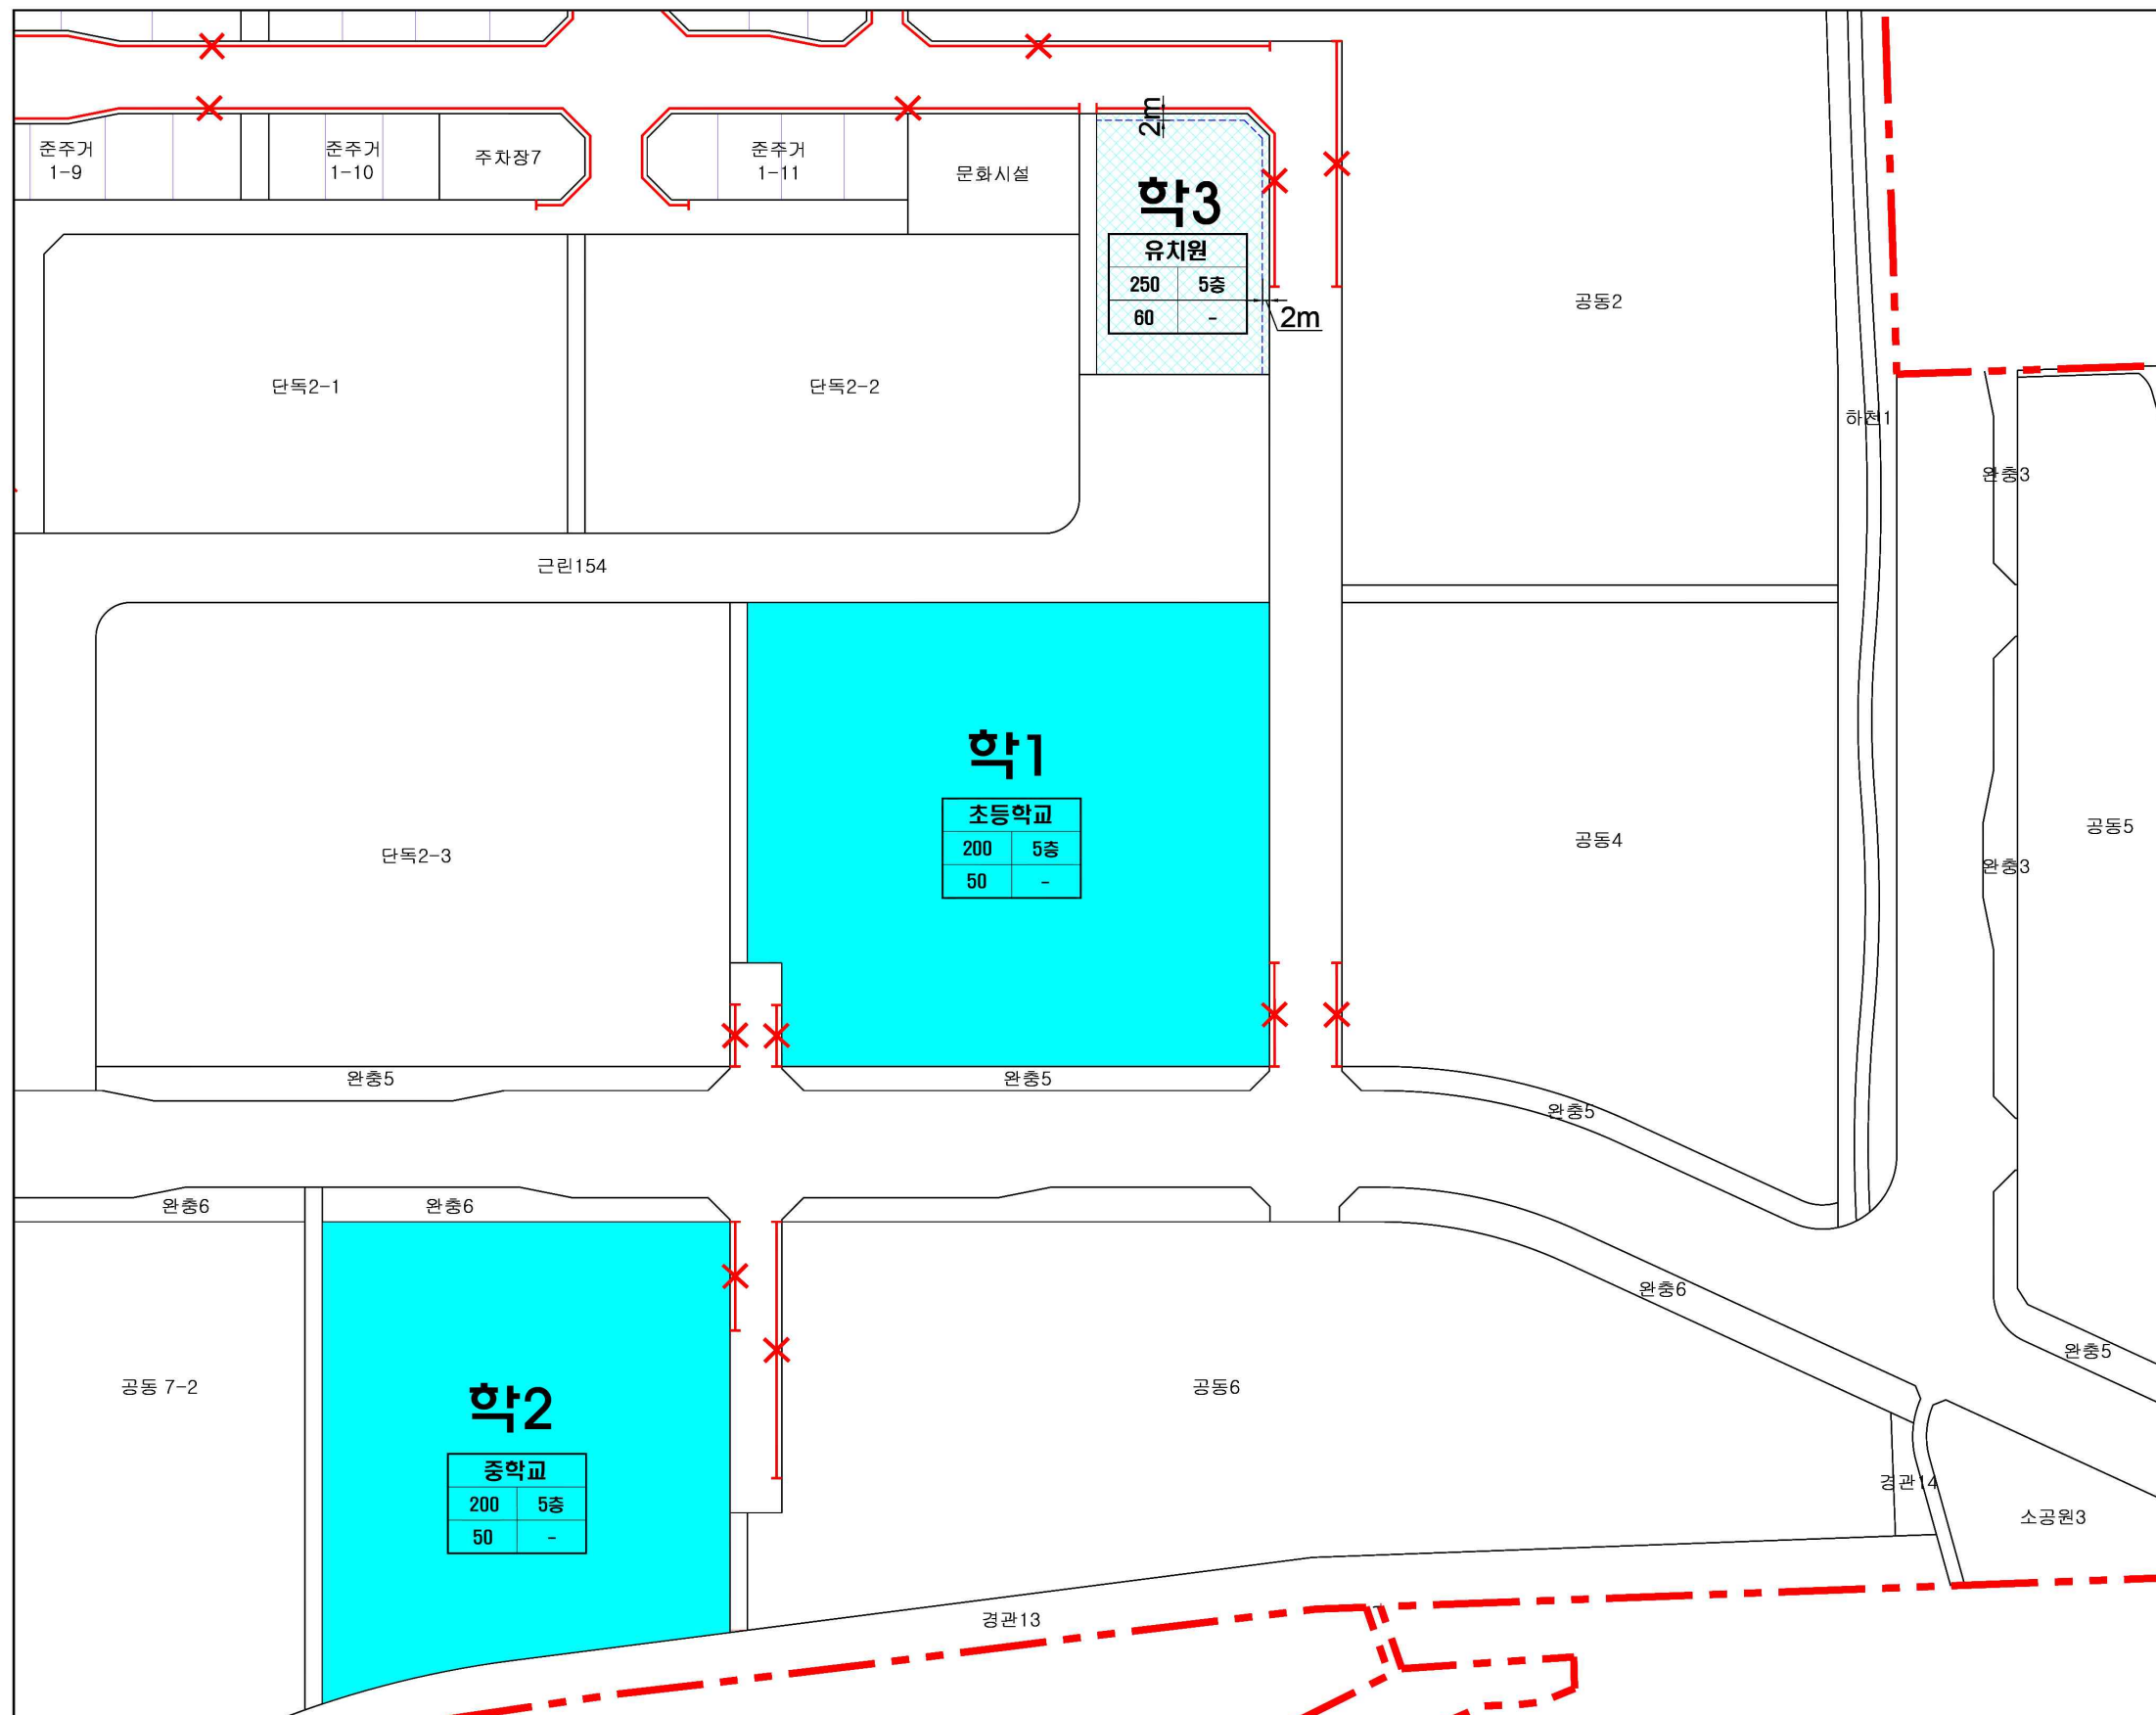 준주거
1-9
준주거
1-10
주차장7
준주거
1-11
문화시설
2m
학3
유치원
250 5층
60 -
2m
공동2
단독2-1
단독2-2
하천1
완충3
근린154
학1
초등학교
200 5층
50 -
단독2-3
공동4
공동5
완충3
완충5
완충5
완충5
완충6
완충6
완충6
완충5
공동 7-2
학2
중학교
200 5층
50 -
공동6
경관14
소공원3
경관13